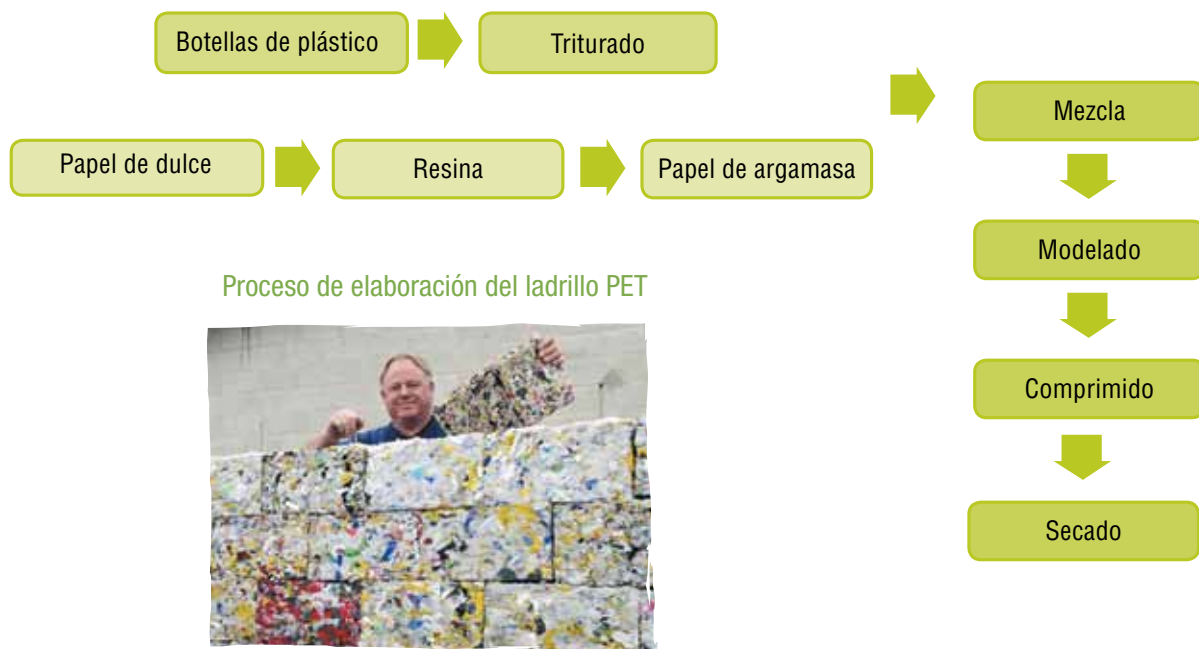 Botellas de plástico
Triturado
Papel de dulce
Resina
Papel de argamasa
Mezcla
Modelado
Comprimido
Secado
Proceso de elaboración del ladrillo PET